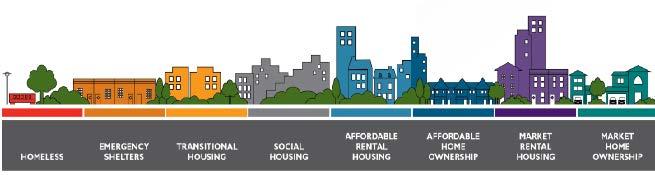 HOMELESS
EMERGENCY
SHELTERS
TRANSITIONAL
HOUSING
SOCIAL
HOUSING
AFFORDABLE
RENTAL
HOUSING
AFFORDABLE
HOME
OWNERSHIP
MARKET
RENTAL
HOUSING
MARKET
HOME
OWNERSHIP